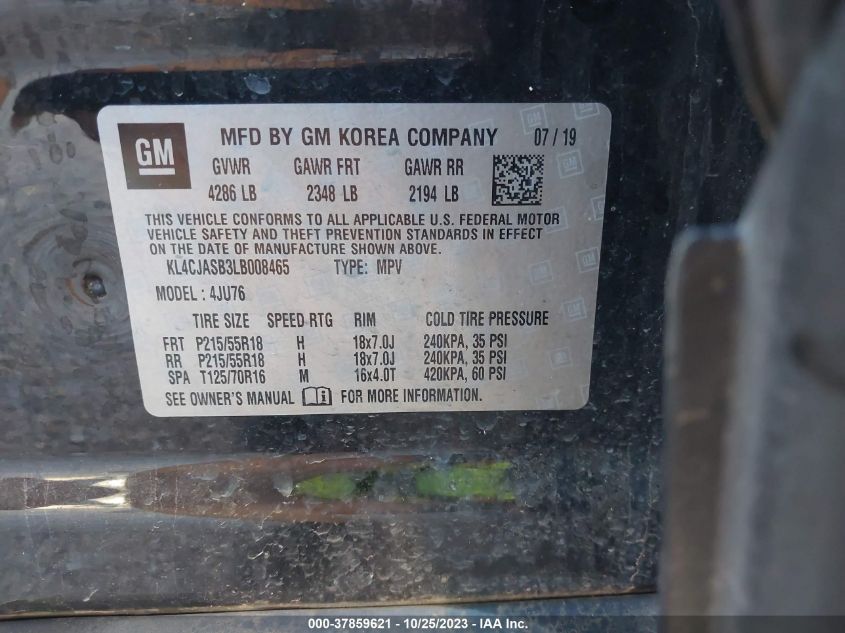 GM
MFD BY GM KOREA COMPANY 07 / 19
GVWR GAWR FRT GAWR RR
4286 LB 2348 LB 2194 LB
THIS VEHICLE CONFORMS TO ALL APPLICABLE U.S. FEDERAL MOTOR
VEHICLE SAFETY AND THEFT PREVENTION STANDARDS IN EFFECT
ON THE DATE OF MANUFACTURE SHOWN ABOVE.
KL4CJASB3LB008465 TYPE: MPV
MODEL : 4JU76
TIRE SIZE SPEED RTG RIM COLD TIRE PRESSURE
FRT P215/55R18 H 18x7.0J 240KPA, 35 PSI
RR P215/55R18 H 18x7.0J 240KPA, 35 PSI
SPA T125/70R16 M 16x4.0T 420KPA, 60 PSI
SEE OWNER'S MANUAL FOR MORE INFORMATION.
000-37859621 - 10/25/2023 - IAA Inc.